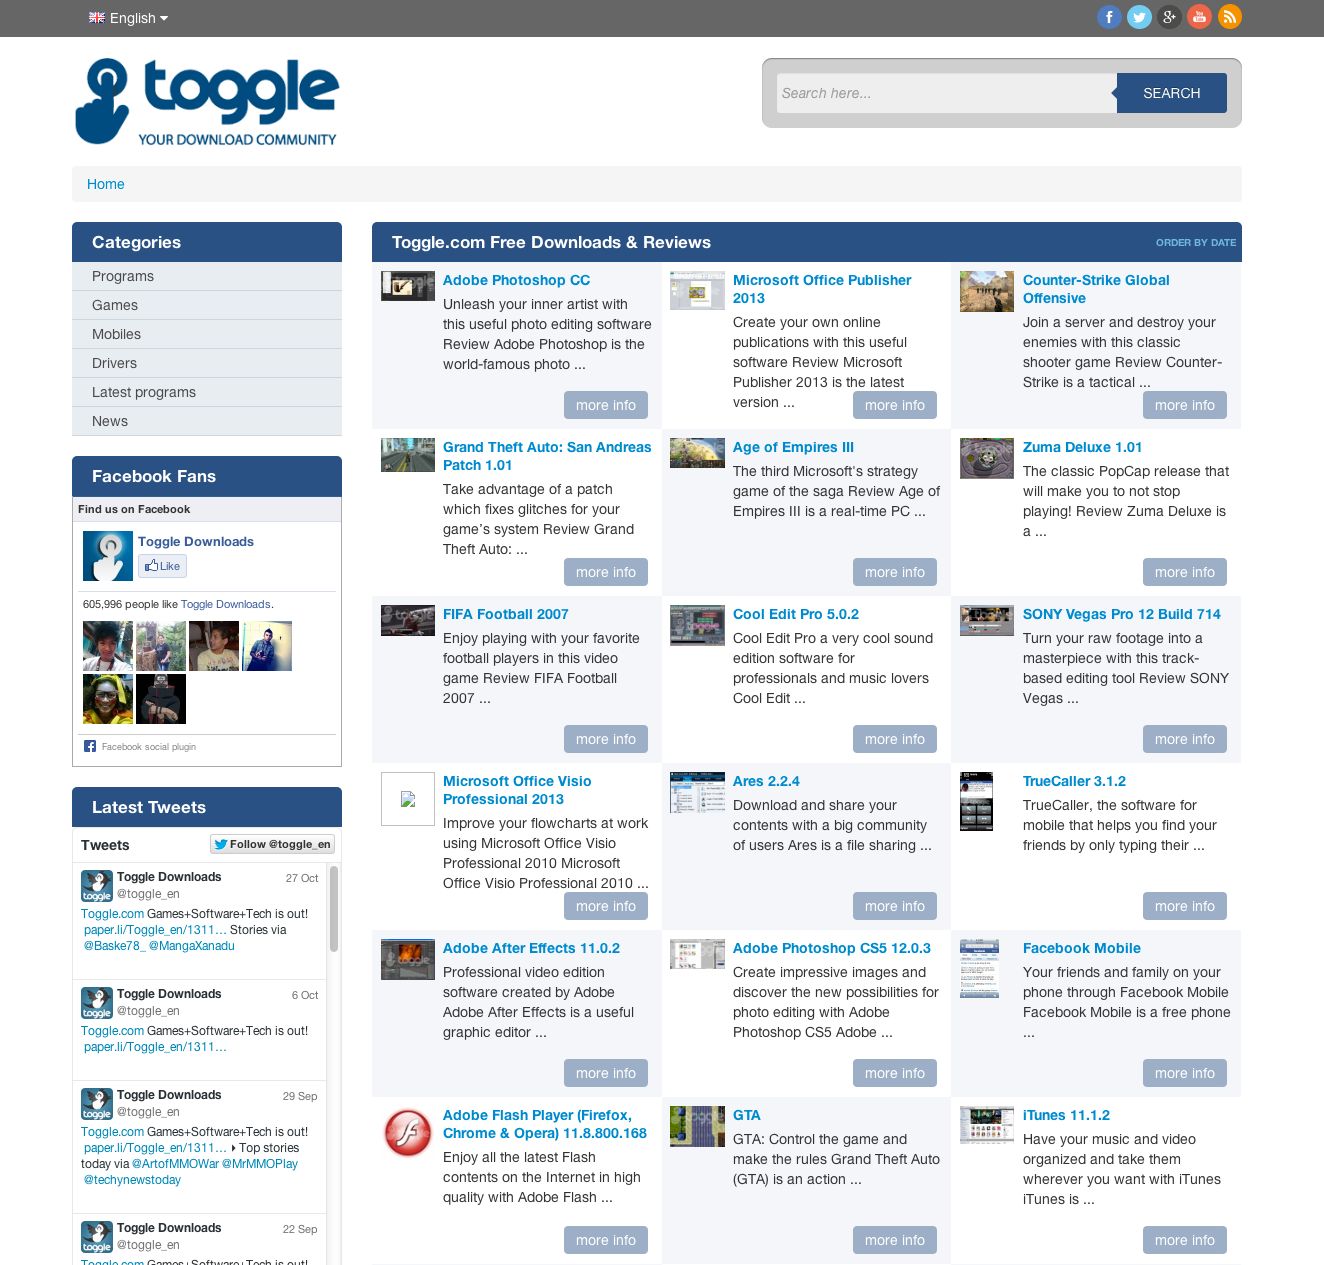 English
toggle
YOUR DOWNLOAD COMMUNITY
Search here...
SEARCH
Home
Categories
Programs
Games
Mobiles
Drivers
Latest programs
News
Facebook Fans
Find us on Facebook
Toggle Downloads
Like
605,996 people like Toggle Downloads.
Facebook social plugin
Latest Tweets
Tweets
Follow @toggle_en
Toggle Downloads
27 Oct
@toggle_en
Toggle.com Games+Software+Tech is out!
paper.li/Toggle_en/1311… Stories via
@Baske78_ @MangaXanadu
Toggle Downloads
6 Oct
@toggle_en
Toggle.com Games+Software+Tech is out!
paper.li/Toggle_en/1311…
Toggle Downloads
29 Sep
@toggle_en
Toggle.com Games+Software+Tech is out!
paper.li/Toggle_en/1311… ▸ Top stories
today via @ArtofMMOWar @MrMMOPlay
@techynewstoday
Toggle Downloads
22 Sep
@toggle_en
Toggle.com Games+Software+Tech is out!
Toggle.com Free Downloads & Reviews
ORDER BY DATE
Adobe Photoshop CC
Unleash your inner artist with
this useful photo editing software
Review Adobe Photoshop is the
world-famous photo ...
more info
Microsoft Office Publisher
2013
Create your own online
publications with this useful
software Review Microsoft
Publisher 2013 is the latest
version ...
more info
Counter-Strike Global
Offensive
Join a server and destroy your
enemies with this classic
shooter game Review Counter-
Strike is a tactical ...
more info
Grand Theft Auto: San Andreas
Patch 1.01
Take advantage of a patch
which fixes glitches for your
game’s system Review Grand
Theft Auto: ...
more info
Age of Empires III
The third Microsoft's strategy
game of the saga Review Age of
Empires III is a real-time PC ...
more info
Zuma Deluxe 1.01
The classic PopCap release that
will make you to not stop
playing! Review Zuma Deluxe is
a ...
more info
FIFA Football 2007
Enjoy playing with your favorite
football players in this video
game Review FIFA Football
2007 ...
more info
Cool Edit Pro 5.0.2
Cool Edit Pro a very cool sound
edition software for
professionals and music lovers
Cool Edit ...
more info
SONY Vegas Pro 12 Build 714
Turn your raw footage into a
masterpiece with this track-
based editing tool Review SONY
Vegas ...
more info
Microsoft Office Visio
Professional 2013
Improve your flowcharts at work
using Microsoft Office Visio
Professional 2010 Microsoft
Office Visio Professional 2010 ...
more info
Ares 2.2.4
Download and share your
contents with a big community
of users Ares is a file sharing ...
more info
TrueCaller 3.1.2
TrueCaller, the software for
mobile that helps you find your
friends by only typing their ...
more info
Adobe After Effects 11.0.2
Professional video edition
software created by Adobe
Adobe After Effects is a useful
graphic editor ...
more info
Adobe Photoshop CS5 12.0.3
Create impressive images and
discover the new possibilities for
photo editing with Adobe
Photoshop CS5 Adobe ...
more info
Facebook Mobile
Your friends and family on your
phone through Facebook Mobile
Facebook Mobile is a free phone
...
more info
Adobe Flash Player (Firefox,
Chrome & Opera) 11.8.800.168
Enjoy all the latest Flash
contents on the Internet in high
quality with Adobe Flash ...
more info
GTA
GTA: Control the game and
make the rules Grand Theft Auto
(GTA) is an action ...
more info
iTunes 11.1.2
Have your music and video
organized and take them
wherever you want with iTunes
iTunes is ...
more info